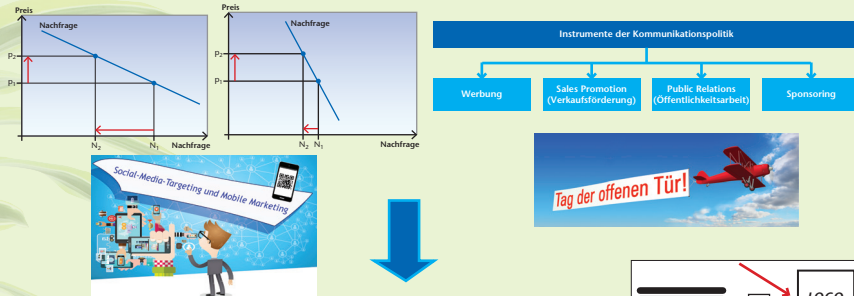 Preis
Nachfrage
P₂
P₁
N₂ N₁ Nachfrage
Preis
Nachfrage
P₂
P₁
N₂ N₁ Nachfrage
Instrumente der Kommunikationspolitik
Werbung
Sales Promotion
(Verkaufsförderung)
Public Relations
(Öffentlichkeitsarbeit)
Sponsoring
Social-Media-Targeting und Mobile Marketing
Tag der offenen Tür!
LOGO